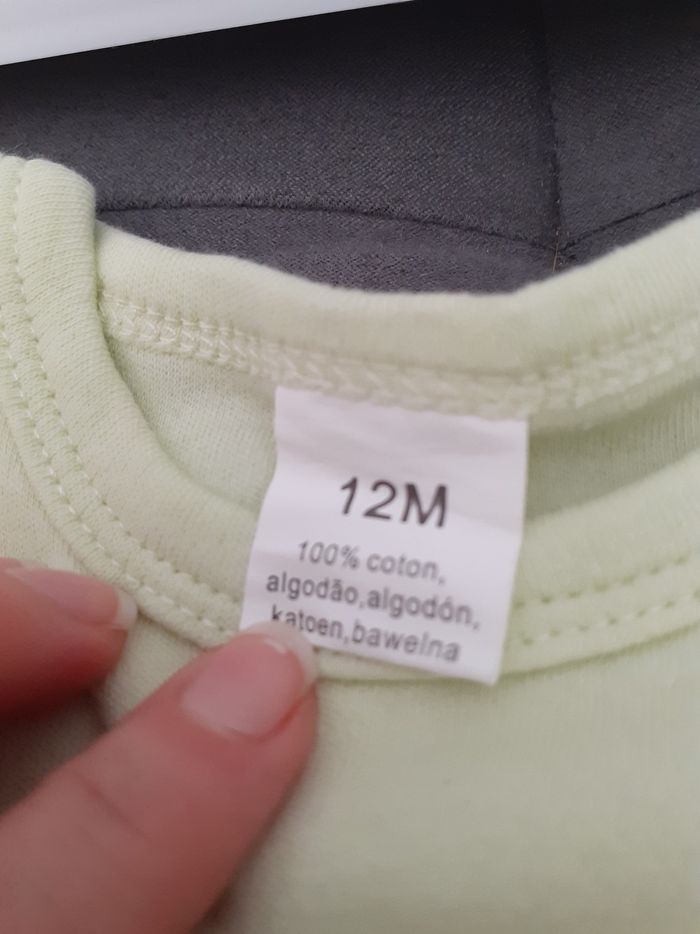 12M
100% coton,
algodão,algodón,
katoen,bawelna